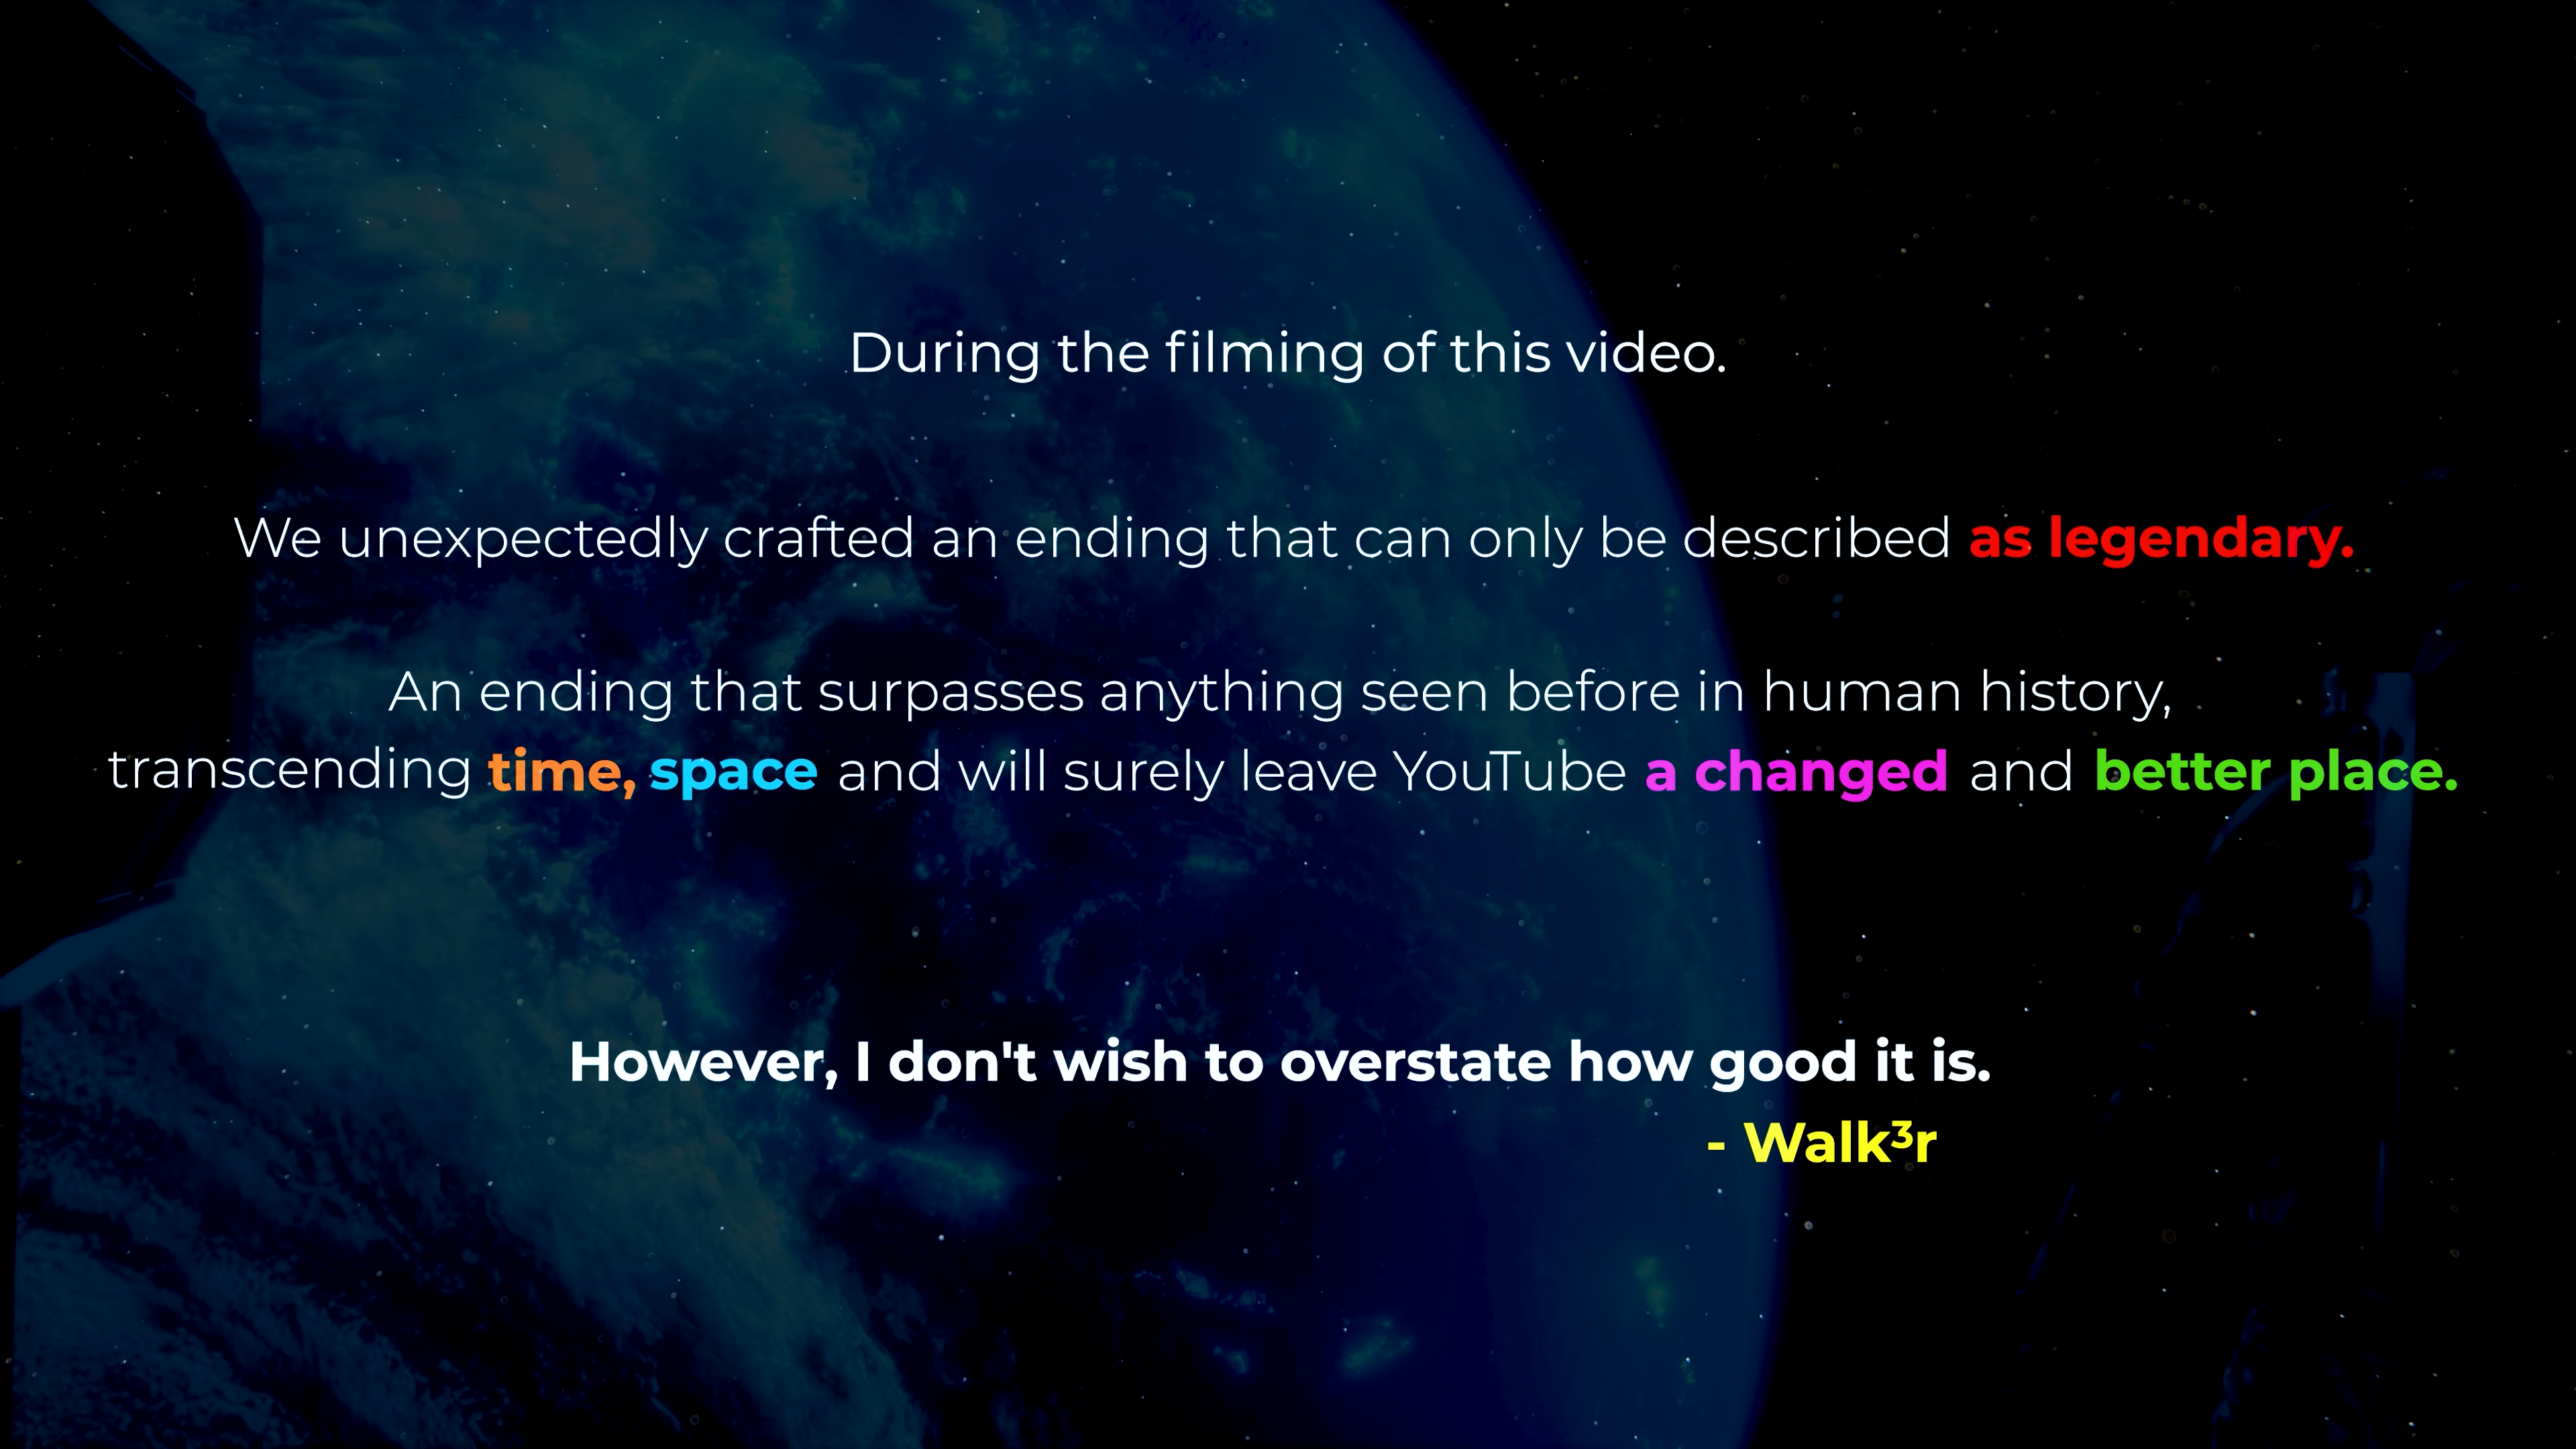 During the filming of this video.
We unexpectedly crafted an ending that can only be described as legendary.
An ending that surpasses anything seen before in human history,
transcending time, space and will surely leave YouTube a changed and better place.
However, I don't wish to overstate how good it is.
- Walk³r